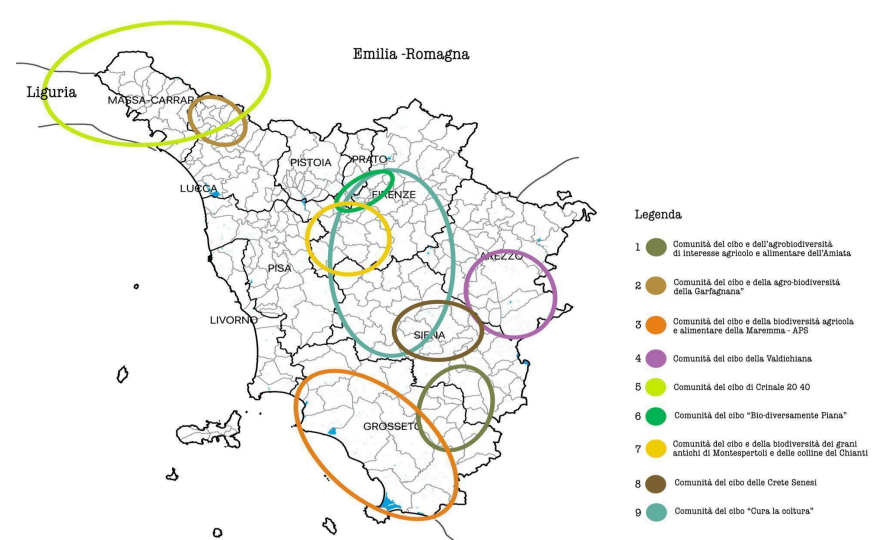 Emilia -Romagna
Liguria
MASSA-CARRAR
PISTOIA
PRATO
LUCCA
FIRENZE
AREZZO
PISA
LIVORNO
SIENA
GROSSETO
Legenda
1 Comunità del cibo e dell'agrobiodiversità
di interesse agricolo e alimentare dell'Amiata
2 Comunità del cibo e della agro-biodiversità
della Garfagnana"
3 Comunità del cibo e della biodiversità agricola
e alimentare della Maremma - APS
4 Comunità del cibo della Valdichiana
5 Comunità del cibo di Crinale 20 40
6 Comunità del cibo "Bio-diversamente Piana"
7 Comunità del cibo e della biodiversità dei grani
antichi di Montespertoli e delle colline del Chianti
8 Comunità del cibo delle Crete Senesi
9 Comunità del cibo "Cura la coltura"